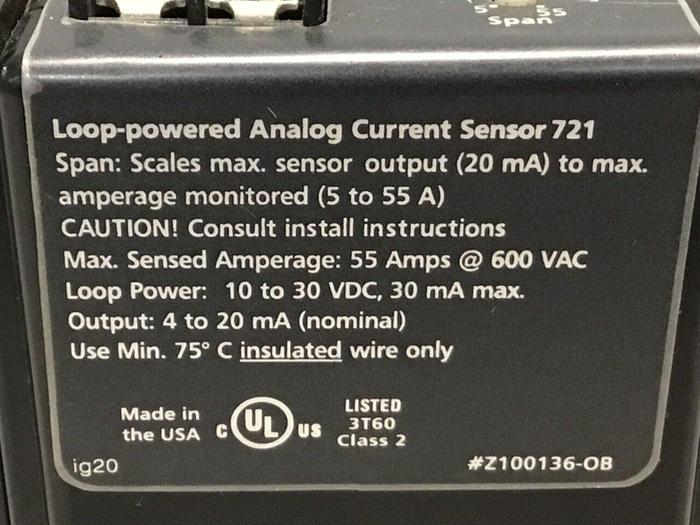 5 55
Span
Loop-powered Analog Current Sensor 721
Span: Scales max. sensor output (20 mA) to max.
amperage monitored (5 to 55 A)
CAUTION! Consult install instructions
Max. Sensed Amperage: 55 Amps @ 600 VAC
Loop Power: 10 to 30 VDC, 30 mA max.
Output: 4 to 20 mA (nominal)
Use Min. 75° C insulated wire only
Made in
the USA
C UL US
LISTED
3T60
Class 2
ig20
#Z100136-OB